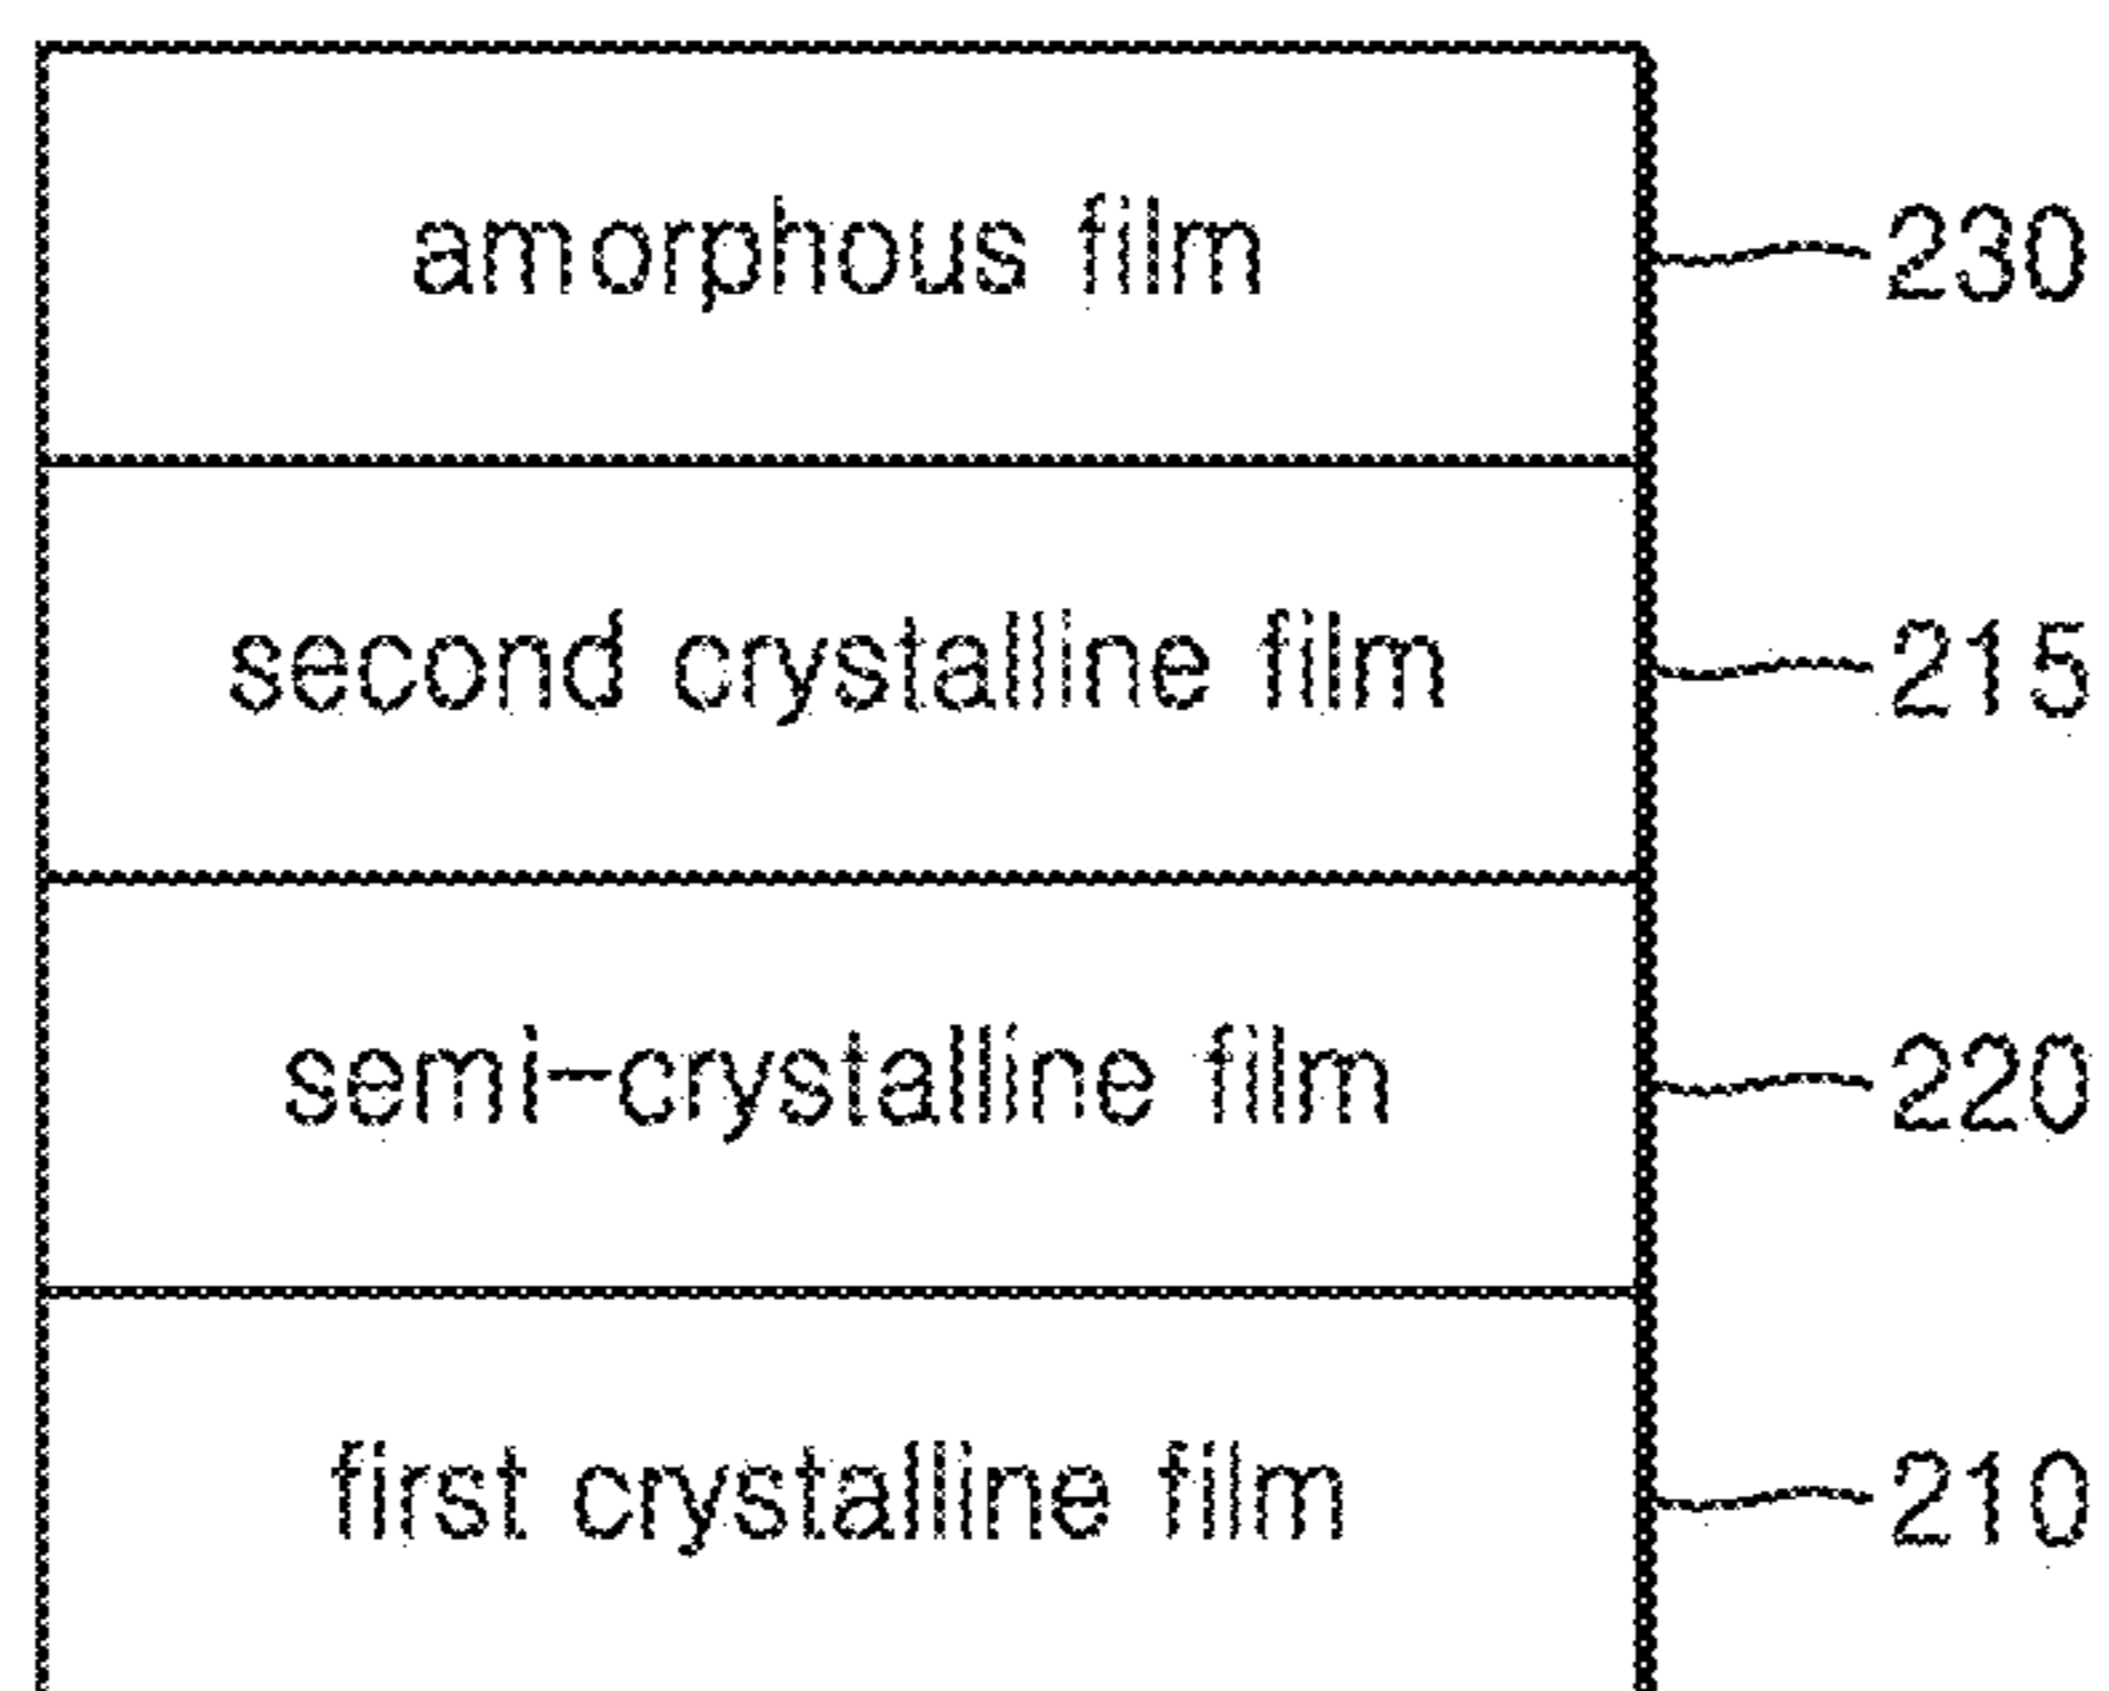 amorphous film 230
second crystalline film 215
semi-crystalline film 220
first crystalline film 210